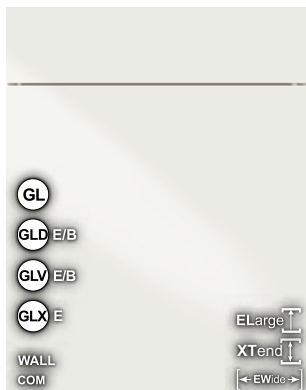 GL
GLD E/B
GLV E/B
GLX E
WALL
COM
ELarge
XTend
EWide